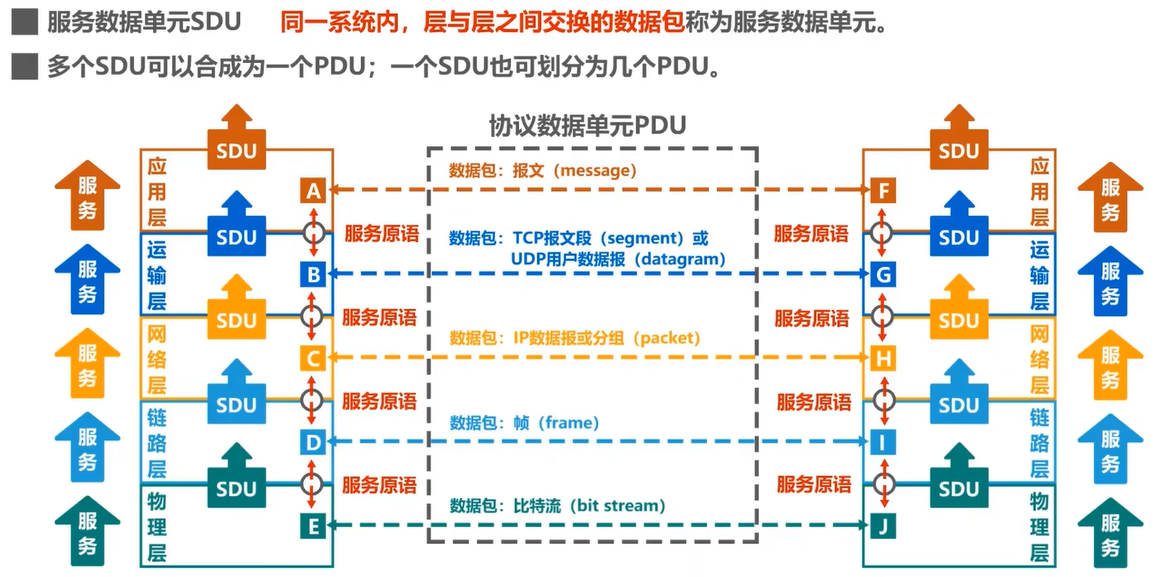 服务数据单元SDU 同一系统内，层与层之间交换的数据包称为服务数据单元。
多个SDU可以合成为一个PDU；一个SDU也可划分为几个PDU。
协议数据单元PDU
SDU
SDU
服务
应用层
A
数据包：报文（message）
F
应用层
服务
SDU
服务原语
数据包：TCP报文段（segment）或
UDP用户数据报（datagram）
服务原语
SDU
服务
运输层
B
G
运输层
服务
SDU
服务原语
服务原语
SDU
服务
网络层
C
数据包：IP数据报或分组（packet）
H
网络层
服务
SDU
服务原语
服务原语
SDU
服务
链路层
D
数据包：帧（frame）
I
链路层
服务
SDU
服务原语
服务原语
SDU
服务
物理层
E
数据包：比特流（bit stream）
J
物理层
服务